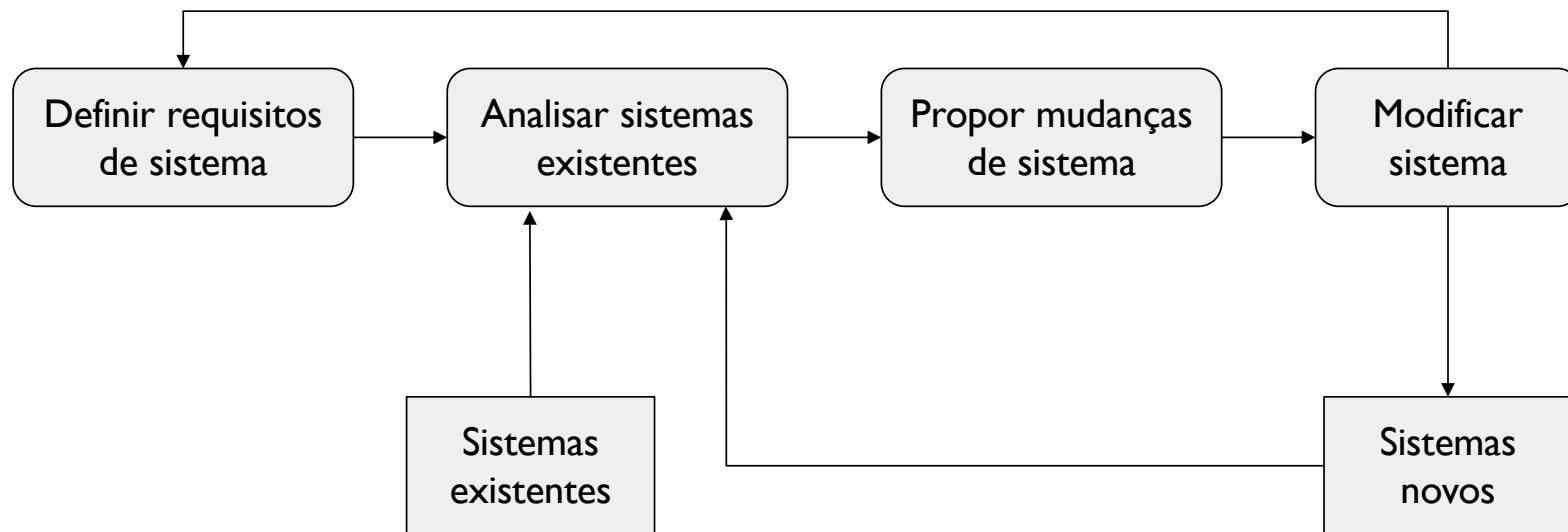 Definir requisitos
de sistema
Analisar sistemas
existentes
Propor mudanças
de sistema
Modificar
sistema
Sistemas
existentes
Sistemas
novos